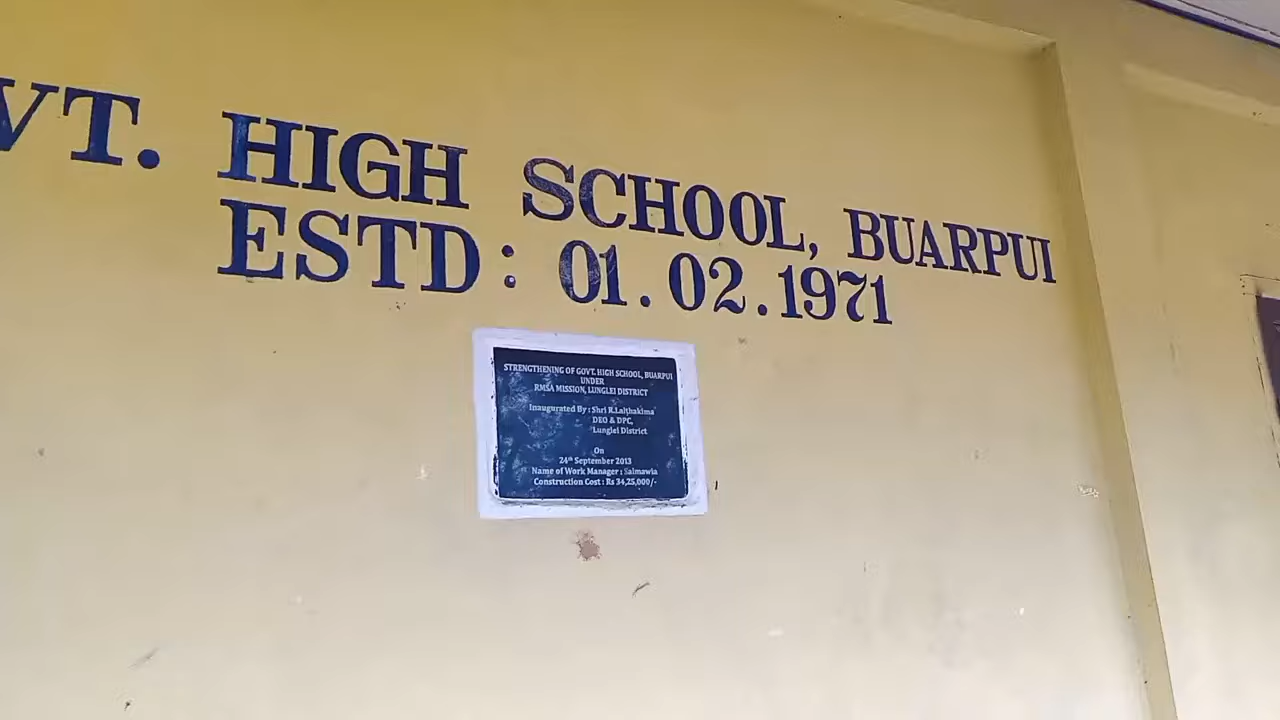 VT. HIGH SCHOOL, BUARPUI
ESTD : 01.02.1971
STRENGTHENING OF GOVT. HIGH SCHOOL, BUARPUI
UNDER
RMSA MISSION, LUNGLEI DISTRICT
Inaugurated By : Shri R.Lalthakima
DEO & DPC,
Lunglei District
On
24th September 2013
Name of Work Manager : Saimawia
Construction Cost : Rs 34,25,000/-